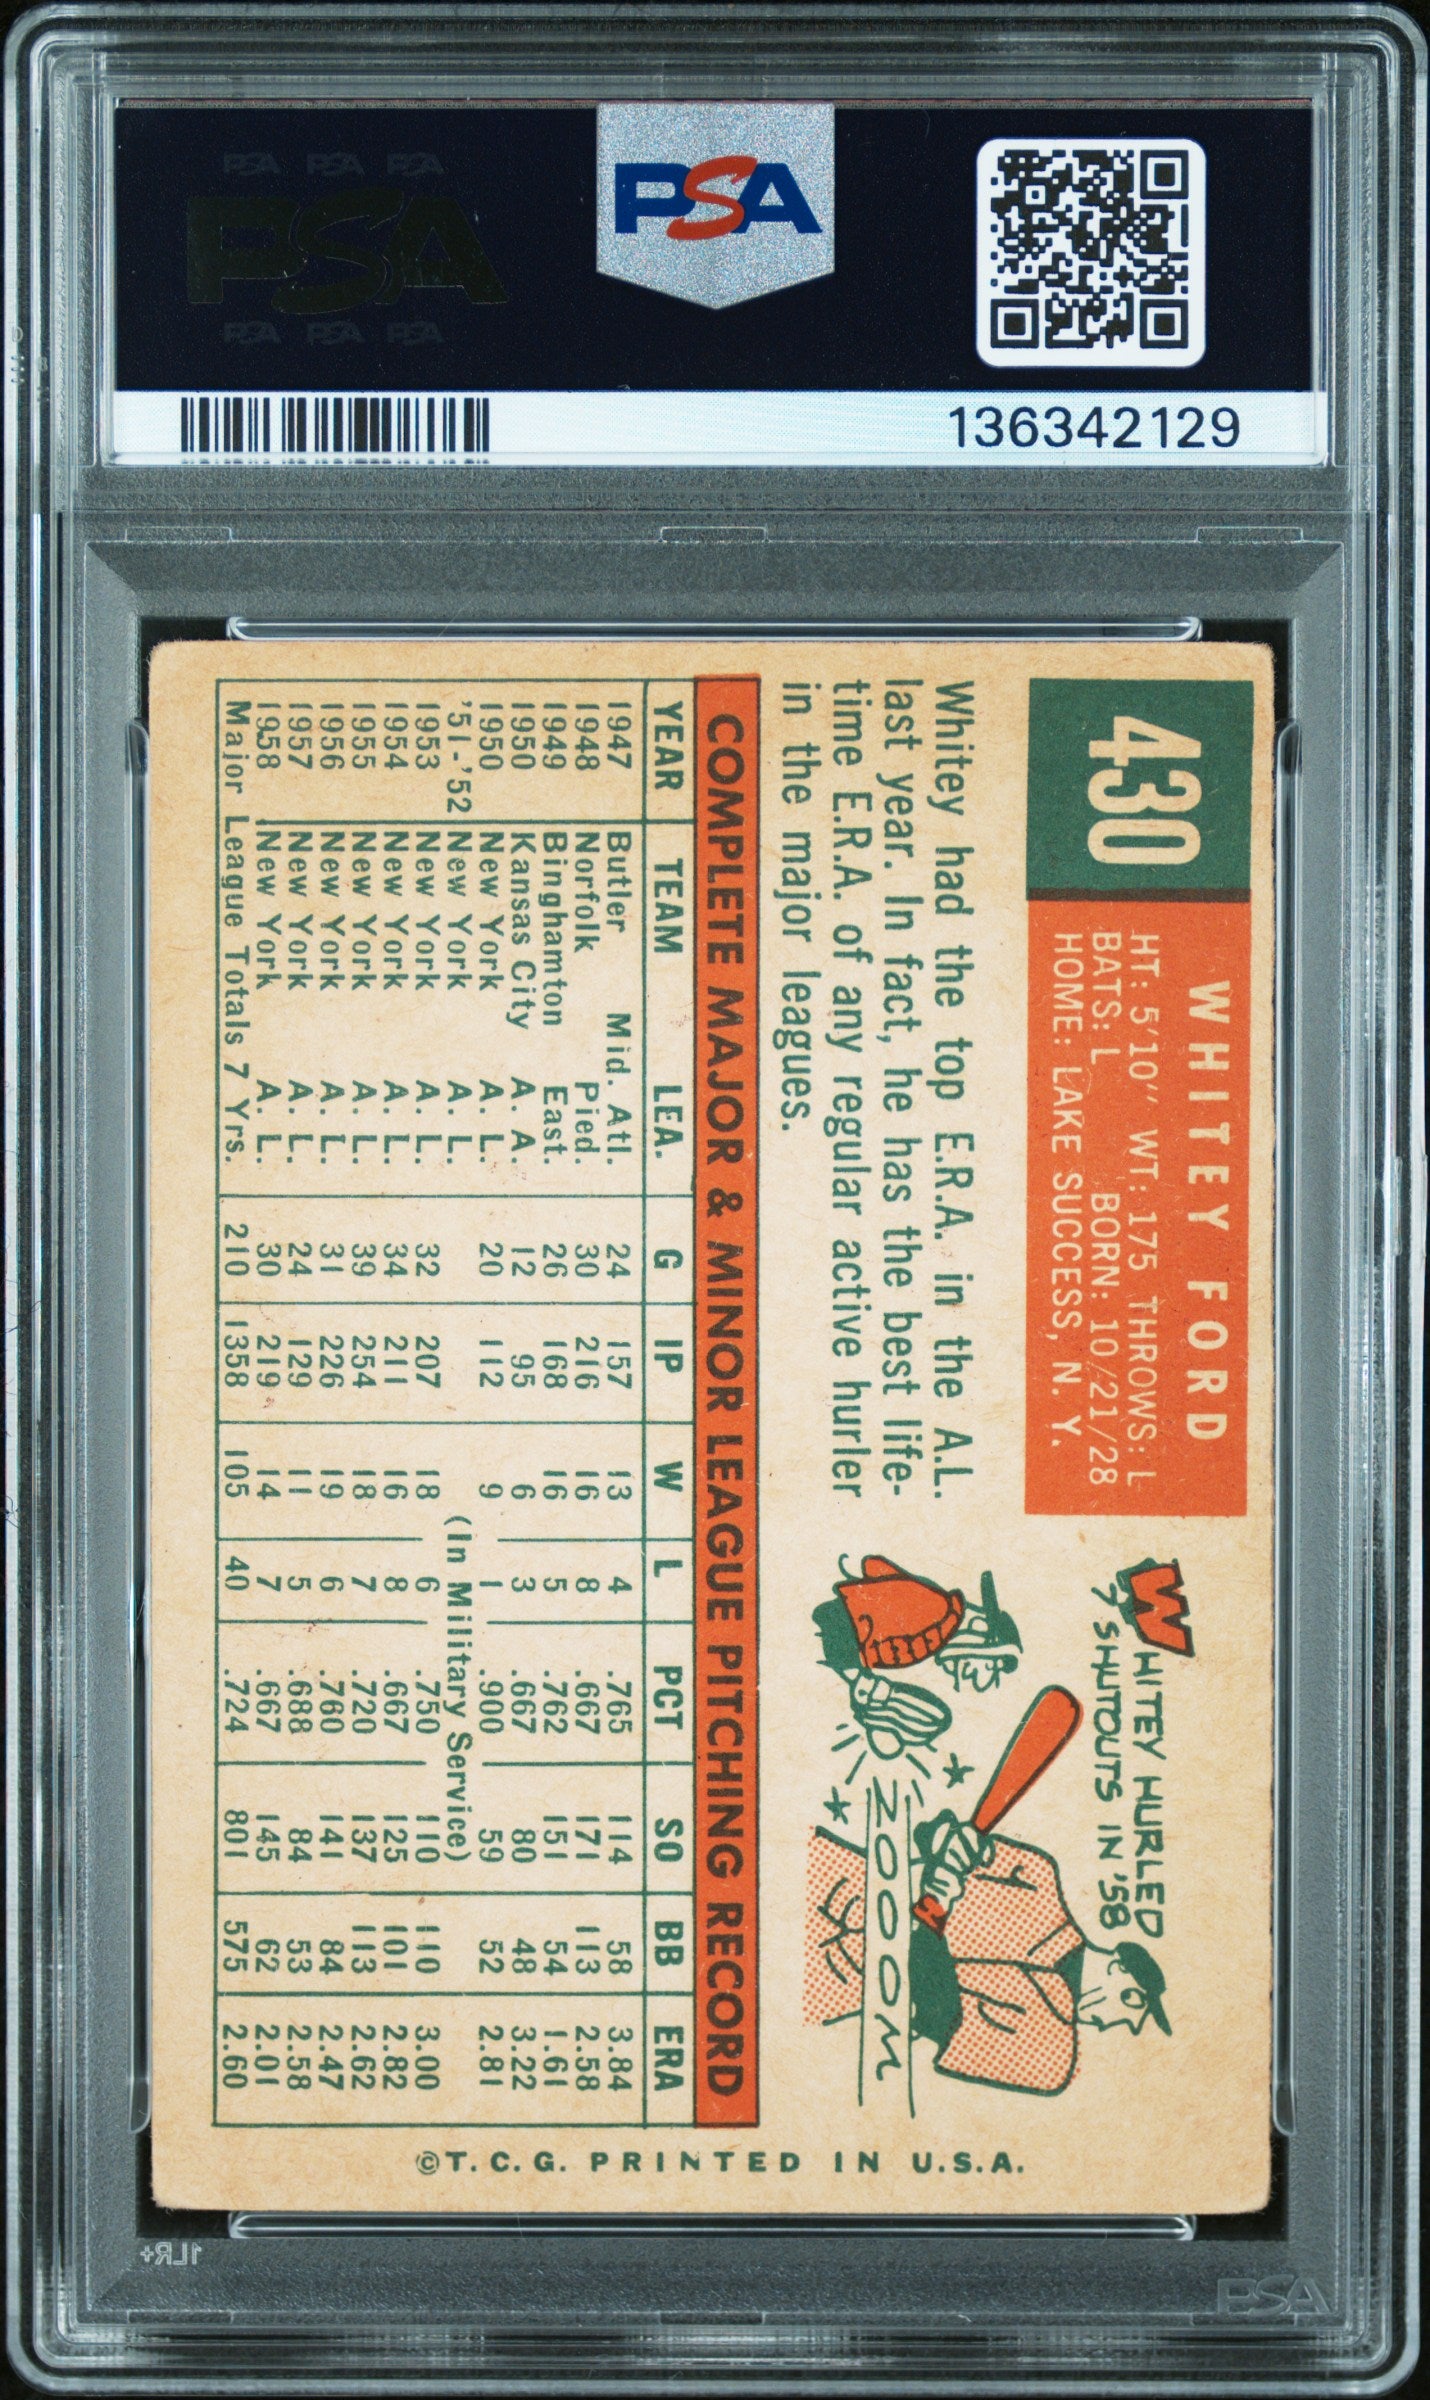 PSA PSA PSA
PSA
PSA PSA PSA
PSA
136342129
430
WHITEY FORD
HT: 5'10" WT: 175 THROWS: L
BATS: L BORN: 10/21/28
HOME: LAKE SUCCESS, N. Y.
WHITEY HURLED
7 SHUTOUTS IN '58
ZOOOM
Whitey had the top E.R.A. in the A.L.
last year. In fact, he has the best life-
time E.R.A. of any regular active hurler
in the major leagues.
COMPLETE MAJOR & MINOR LEAGUE PITCHING RECORD
YEAR TEAM LEA. G IP W L PCT SO BB ERA
1947 Butler Mid. Atl. 24 157 13 4 .765 114 58 3.84
1948 Norfolk Pied. 30 216 16 8 .667 171 113 2.58
1949 Binghamton East. 26 168 16 5 .762 151 54 1.61
1950 Kansas City A. A. 12 95 6 3 .667 80 48 3.22
1950 New York A. L. 20 112 9 1 .900 59 52 2.81
'51-'52 New York A. L. (In Military Service)
1953 New York A. L. 32 207 18 6 .750 110 110 3.00
1954 New York A. L. 34 211 16 8 .667 125 101 2.82
1955 New York A. L. 39 254 18 7 .720 137 113 2.62
1956 New York A. L. 31 226 19 6 .760 141 84 2.47
1957 New York A. L. 24 129 11 5 .688 84 53 2.58
1958 New York A. L. 30 219 14 7 .667 145 62 2.01
Major League Totals 7 Yrs. 210 1358 105 40 .724 801 575 2.60
©T. C. G. PRINTED IN U.S.A.
1LR+
PSA